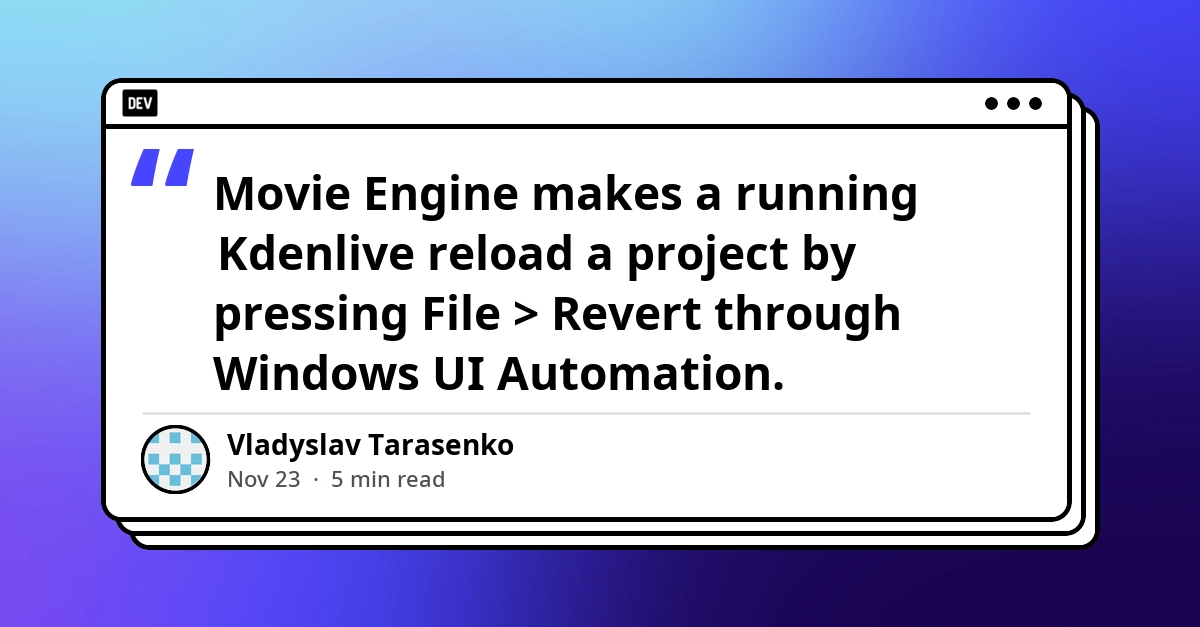 DEV
“
Movie Engine makes a running
Kdenlive reload a project by
pressing File > Revert through
Windows UI Automation.
Vladyslav Tarasenko
Nov 23 · 5 min read